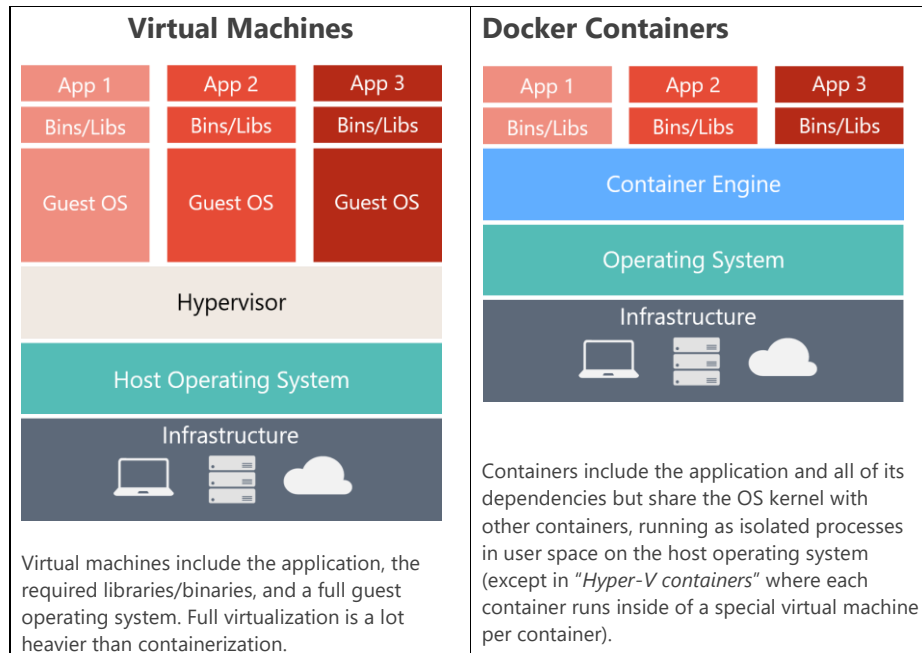 Virtual Machines
App 1
App 2
App 3
Bins/Libs
Bins/Libs
Bins/Libs
Guest OS
Guest OS
Guest OS
Hypervisor
Host Operating System
Infrastructure
Virtual machines include the application, the
required libraries/binaries, and a full guest
operating system. Full virtualization is a lot
heavier than containerization.
Docker Containers
App 1
App 2
App 3
Bins/Libs
Bins/Libs
Bins/Libs
Container Engine
Operating System
Infrastructure
Containers include the application and all of its
dependencies but share the OS kernel with
other containers, running as isolated processes
in user space on the host operating system
(except in “Hyper-V containers” where each
container runs inside of a special virtual machine
per container).